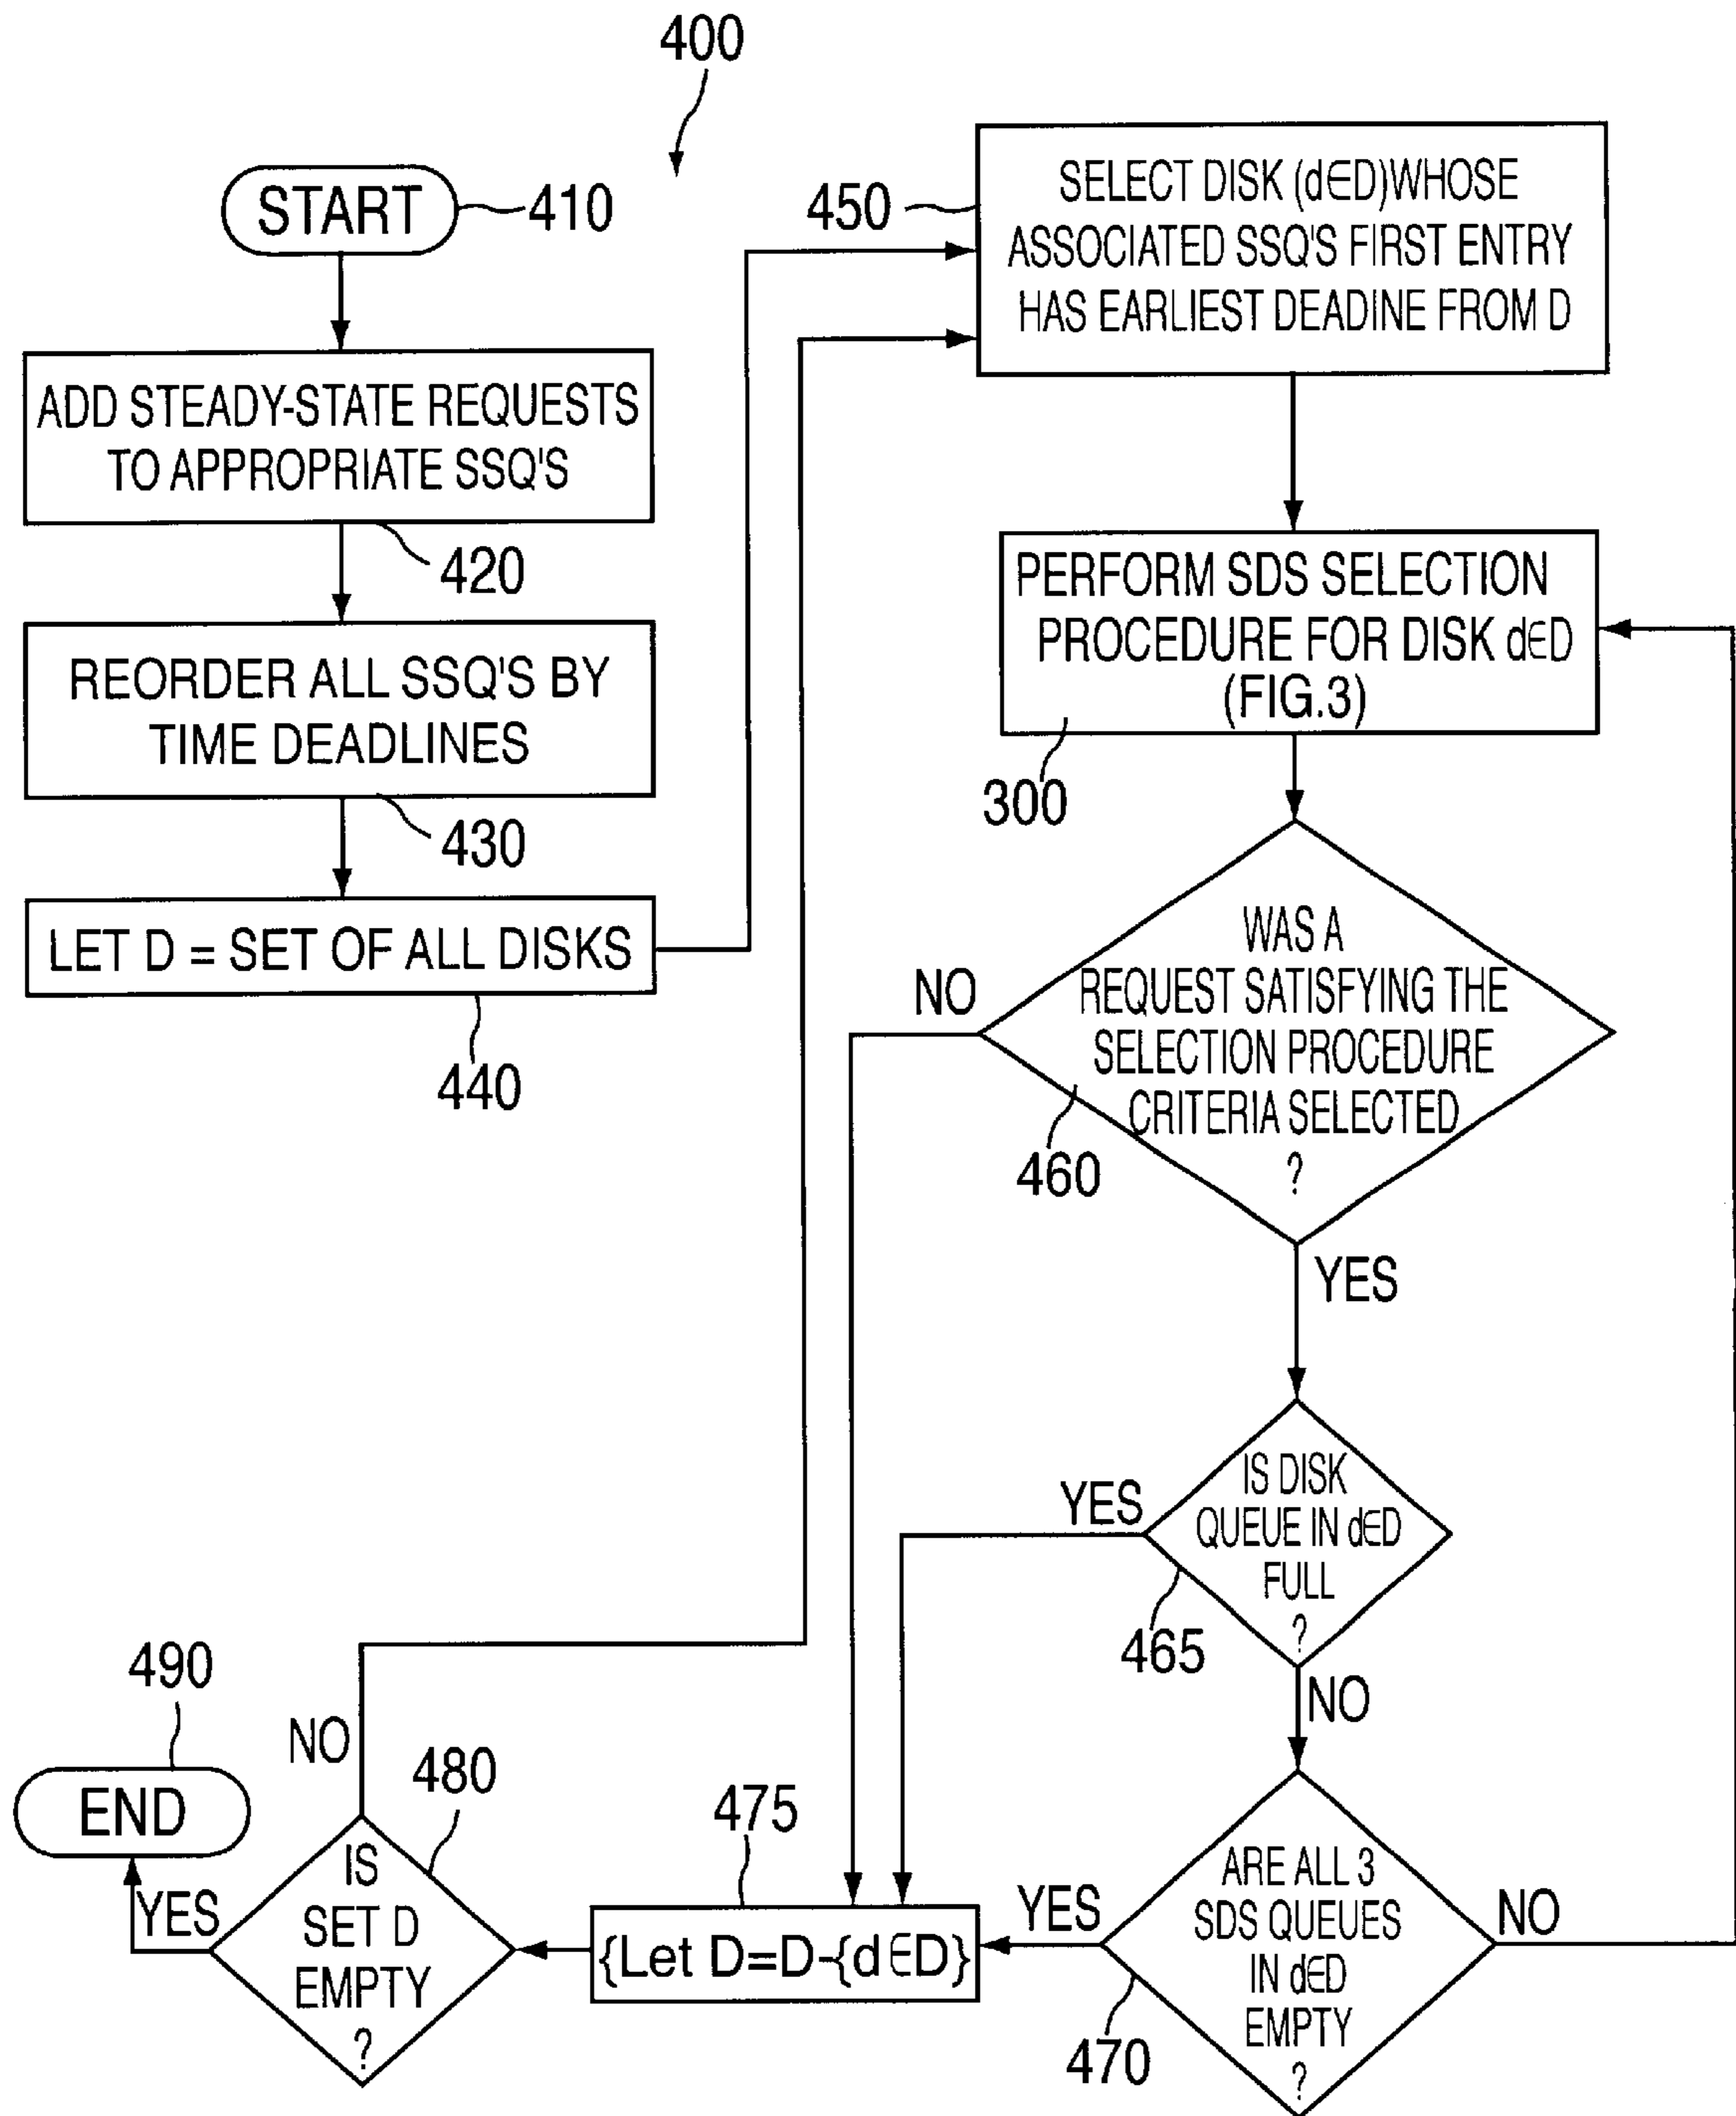 400
START
410
ADD STEADY-STATE REQUESTS
TO APPROPRIATE SSQ'S
420
REORDER ALL SSQ'S BY
TIME DEADLINES
430
LET D = SET OF ALL DISKS
440
450
SELECT DISK (d∈D)WHOSE
ASSOCIATED SSQ'S FIRST ENTRY
HAS EARLIEST DEADINE FROM D
PERFORM SDS SELECTION
PROCEDURE FOR DISK d∈D
(FIG.3)
300
WAS A
REQUEST SATISFYING THE
SELECTION PROCEDURE
CRITERIA SELECTED
?
NO
460
YES
IS DISK
QUEUE IN d∈D
FULL
?
YES
465
NO
ARE ALL 3
SDS QUEUES
IN d∈D
EMPTY
?
YES
NO
470
475
{Let D=D-{d∈D}
480
IS
SET D
EMPTY
?
NO
YES
490
END